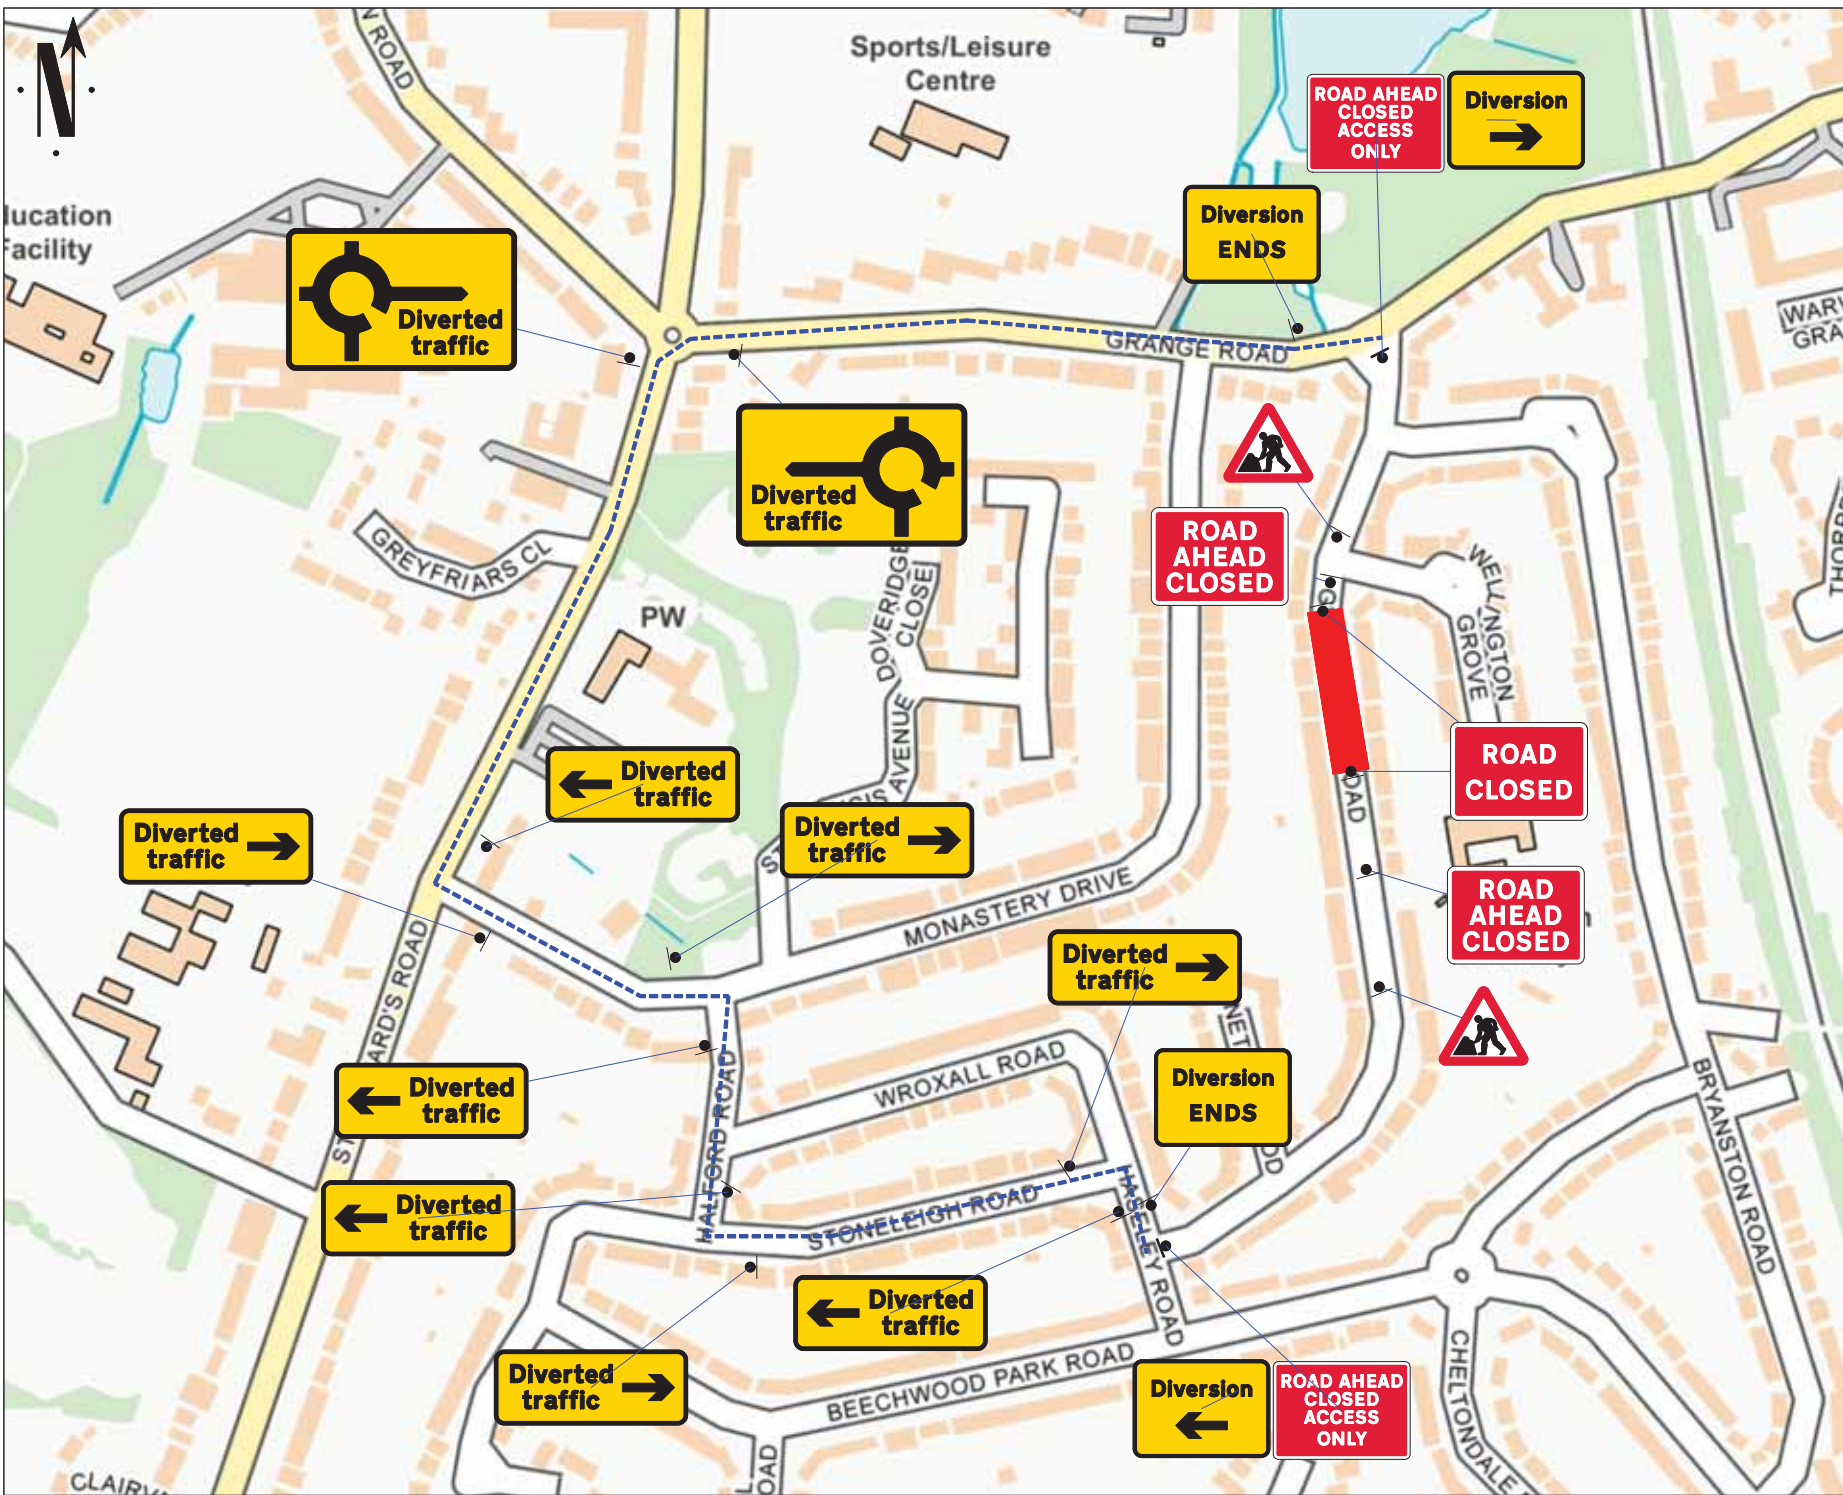 N
ROAD
Sports/Leisure
Centre
ROAD AHEAD
CLOSED
ACCESS
ONLY
Diversion
Diversion
ENDS
Facility
Diverted
traffic
GRANGE ROAD
Diverted
traffic
ROAD
AHEAD
CLOSED
GREYFRIARS CL
PW
DOVERIDGE
CLOSE
WELLINGTON
GROVE
AVENUE
ROAD
CLOSED
Diverted
traffic
Diverted
traffic
Diverted
traffic
MONASTERY DRIVE
ROAD
AHEAD
CLOSED
Diverted
traffic
Diverted
traffic
HALFORD ROAD
WROXALL ROAD
Diversion
ENDS
BRYANSTON ROAD
Diverted
traffic
STONELEIGH ROAD
HASELEY ROAD
Diverted
traffic
Diverted
traffic
BEECHWOOD PARK ROAD
Diversion
ROAD AHEAD
CLOSED
ACCESS
ONLY
CHELTONDALE